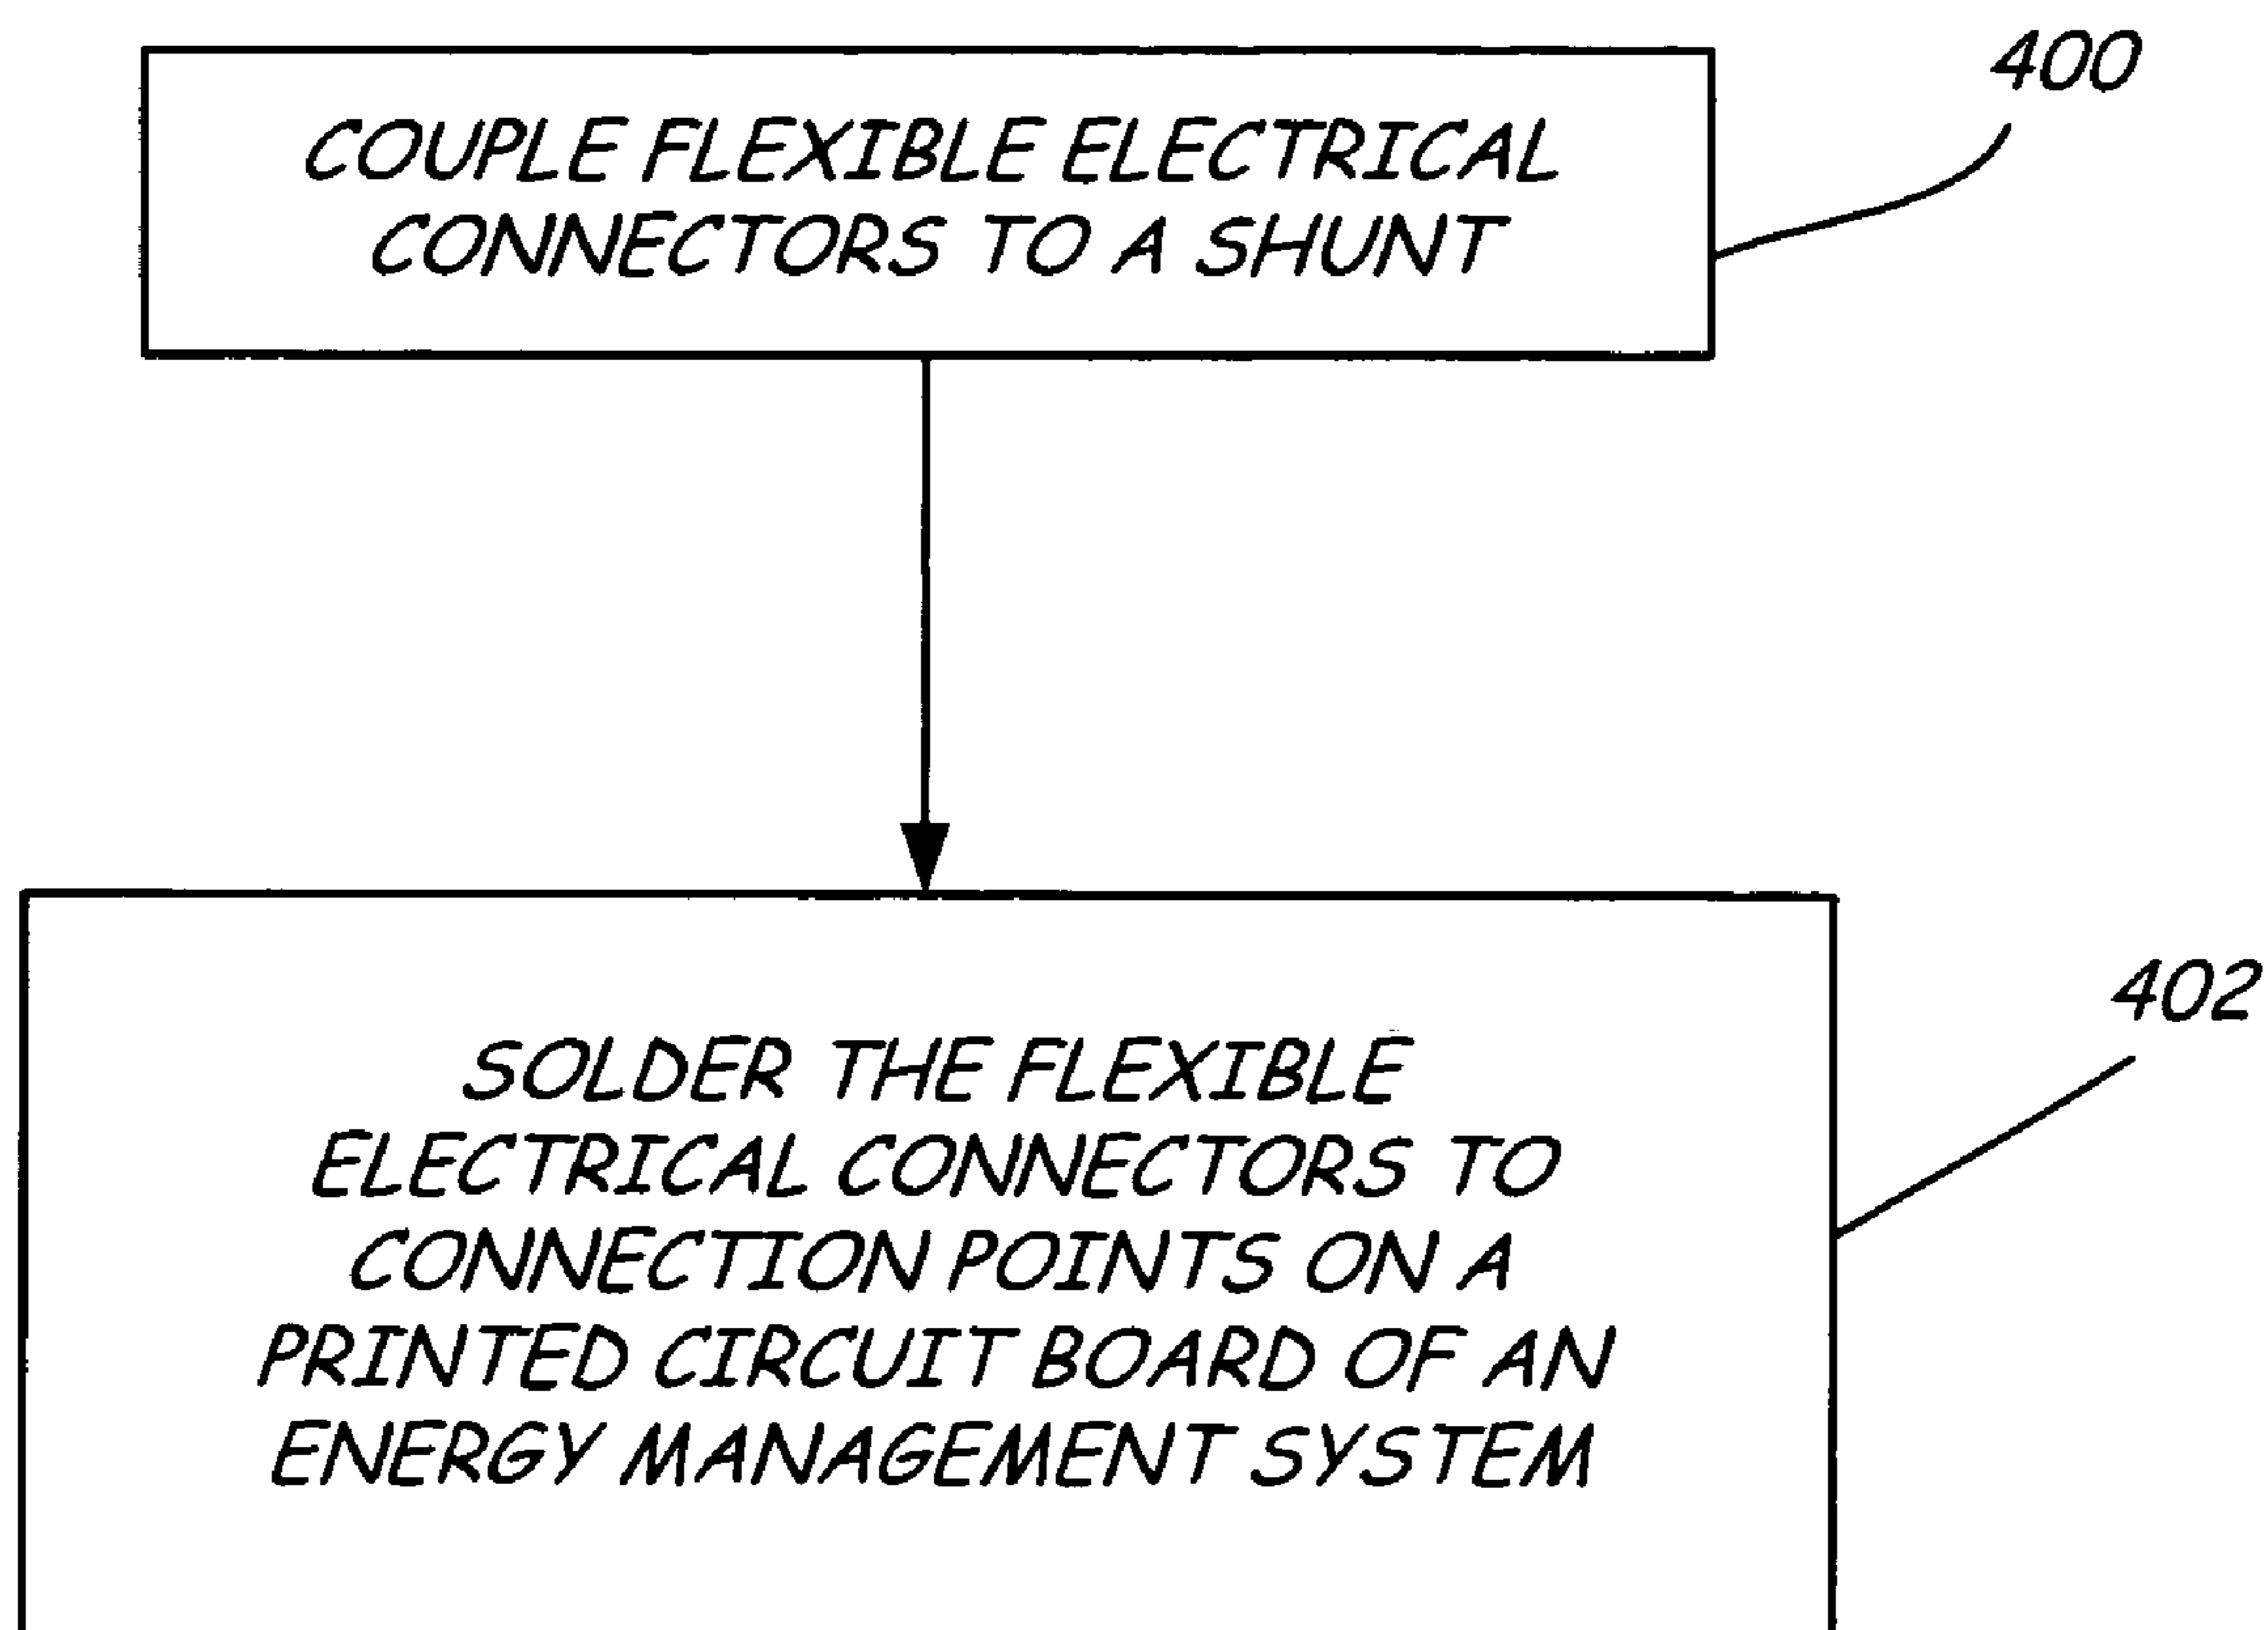 400
COUPLE FLEXIBLE ELECTRICAL
CONNECTORS TO A SHUNT
402
SOLDER THE FLEXIBLE
ELECTRICAL CONNECTORS TO
CONNECTION POINTS ON A
PRINTED CIRCUIT BOARD OF AN
ENERGY MANAGEMENT SYSTEM